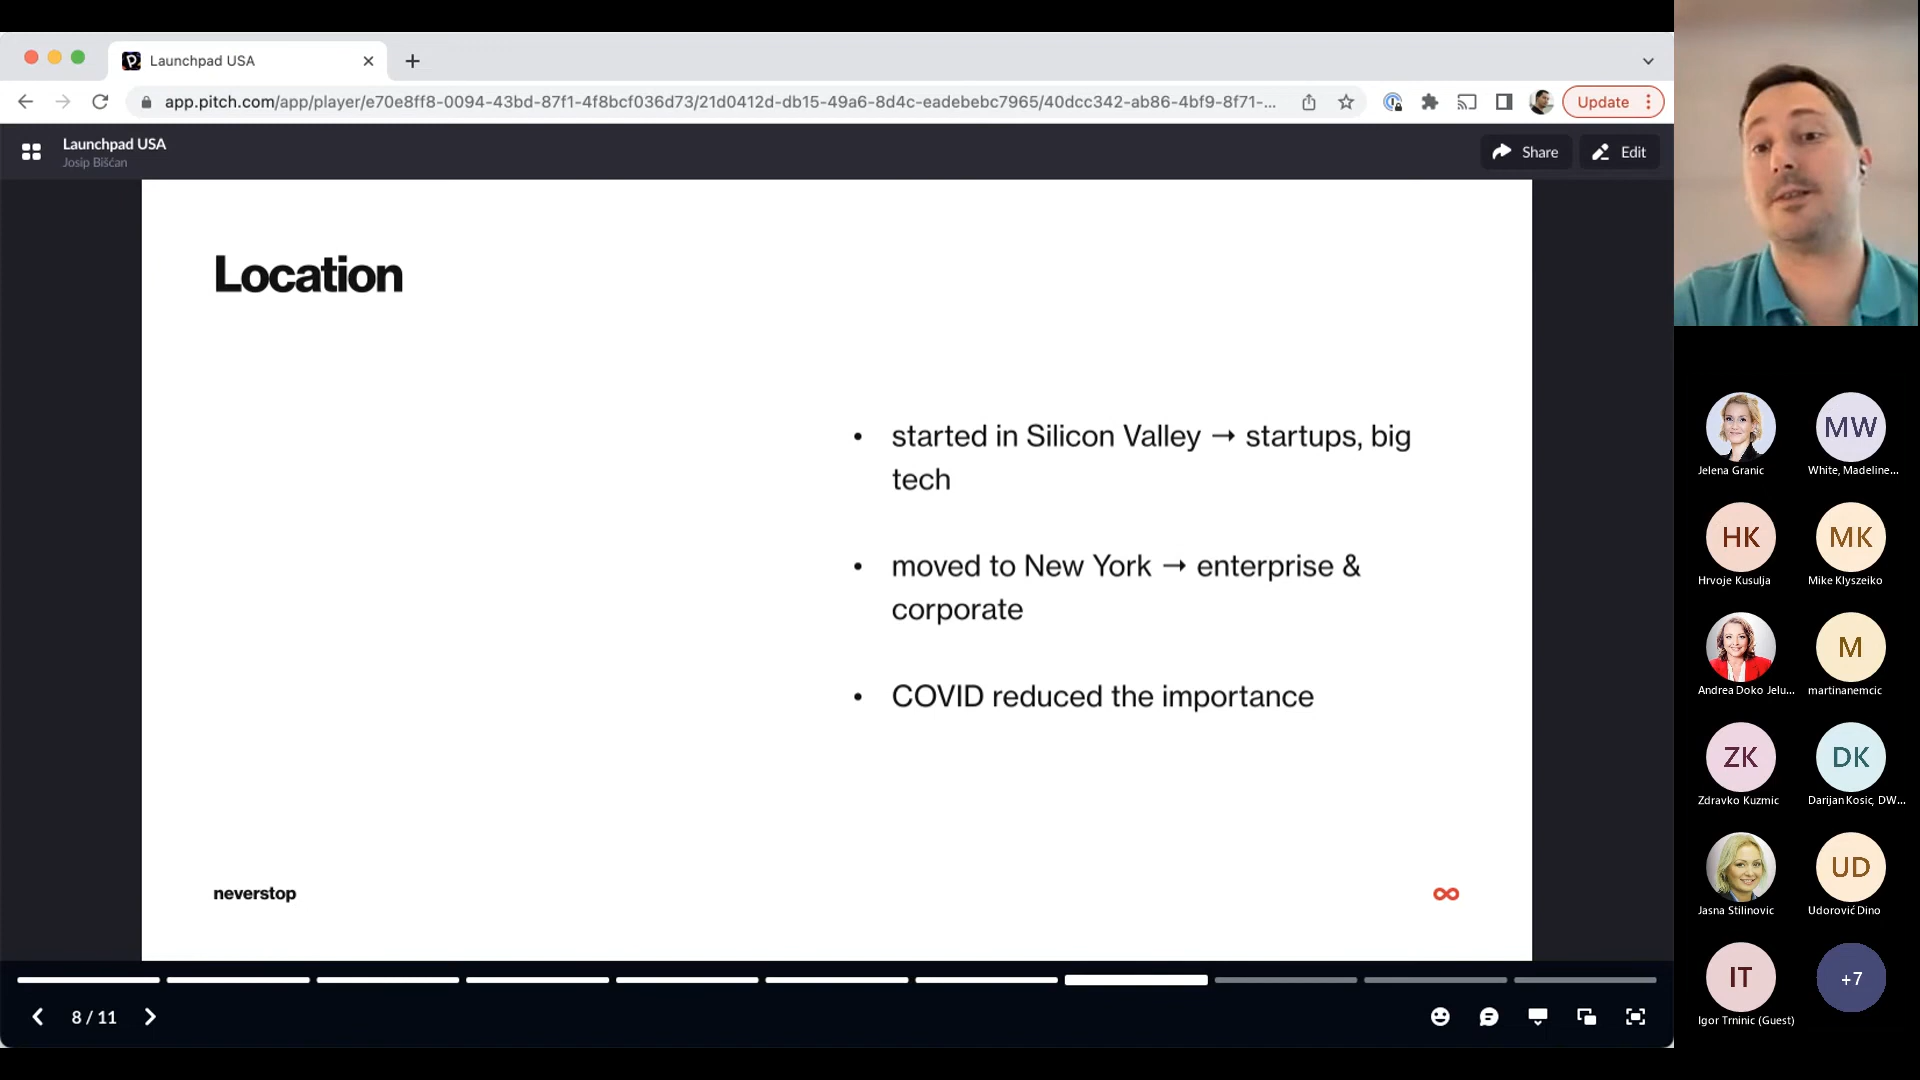 Launchpad USA
app.pitch.com/app/player/e70e8ff8-0094-43bd-87f1-4f8bcf036d73/21d0412d-db15-49a6-8d4c-eadebebc7965/40dcc342-ab86-4bf9-8f71-...
Update
Launchpad USA
Josip Bišćan
Share
Edit
Location
• started in Silicon Valley → startups, big
tech
• moved to New York → enterprise &
corporate
• COVID reduced the importance
neverstop
8 / 11
Jelena Granic
MW
White, Madeline...
HK
Hrvoje Kusulja
MK
Mike Klyszeiko
Andrea Doko Jelu...
M
martinanemcic
ZK
Zdravko Kuzmic
DK
Darijan Kosic, DW...
Jasna Stilinovic
UD
Udorović Dino
IT
Igor Trninic (Guest)
+7